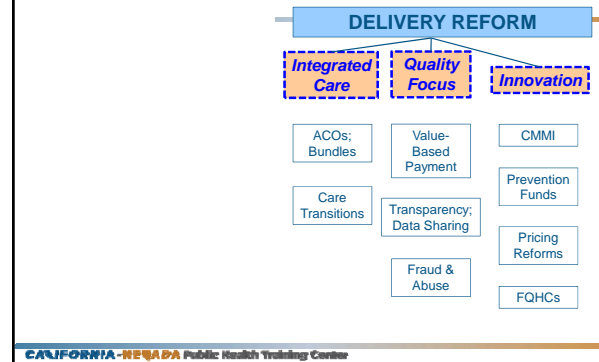 DELIVERY REFORM
Integrated
Care
Quality
Focus
Innovation
ACOs;
Bundles
Care
Transitions
Value-
Based
Payment
Transparency;
Data Sharing
Fraud &
Abuse
CMMI
Prevention
Funds
Pricing
Reforms
FQHCs
CALIFORNIA-NEVADA Public Health Training Center